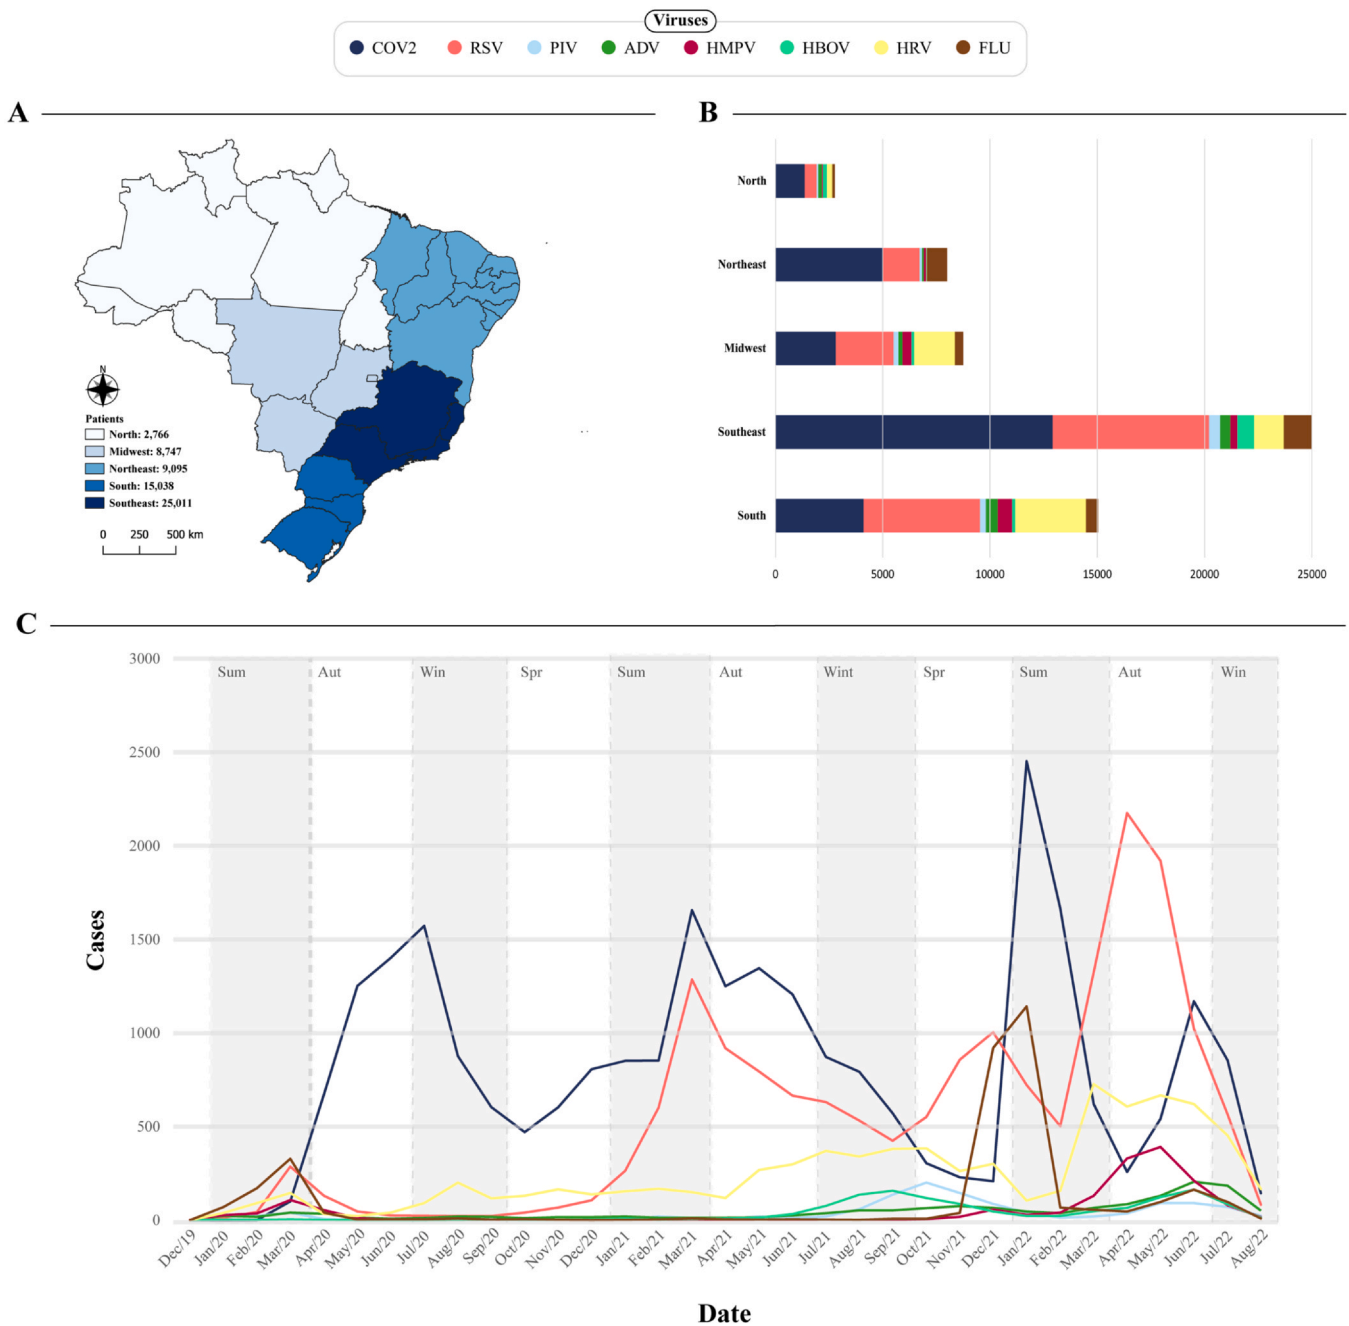 Viruses
COV2 RSV PIV ADV HMPV HBOV HRV FLU
A
B
N
Patients
North: 2,766
Midwest: 8,747
Northeast: 9,095
South: 15,038
Southeast: 25,011
0 250 500 km
North
Northeast
Midwest
Southeast
South
0 5000 10000 15000 20000 25000
C
3000
2500
2000
1500
1000
500
0
Sum Aut Win Spr Sum Aut Wint Spr Sum Aut Win
Cases
Dec/19 Jan/20 Feb/20 Mar/20 Apr/20 May/20 Jun/20 Jul/20 Aug/20 Sep/20 Oct/20 Nov/20 Dec/20 Jan/21 Feb/21 Mar/21 Apr/21 May/21 Jun/21 Jul/21 Aug/21 Sep/21 Oct/21 Nov/21 Dec/21 Jan/22 Feb/22 Mar/22 Apr/22 May/22 Jun/22 Jul/22 Aug/22
Date